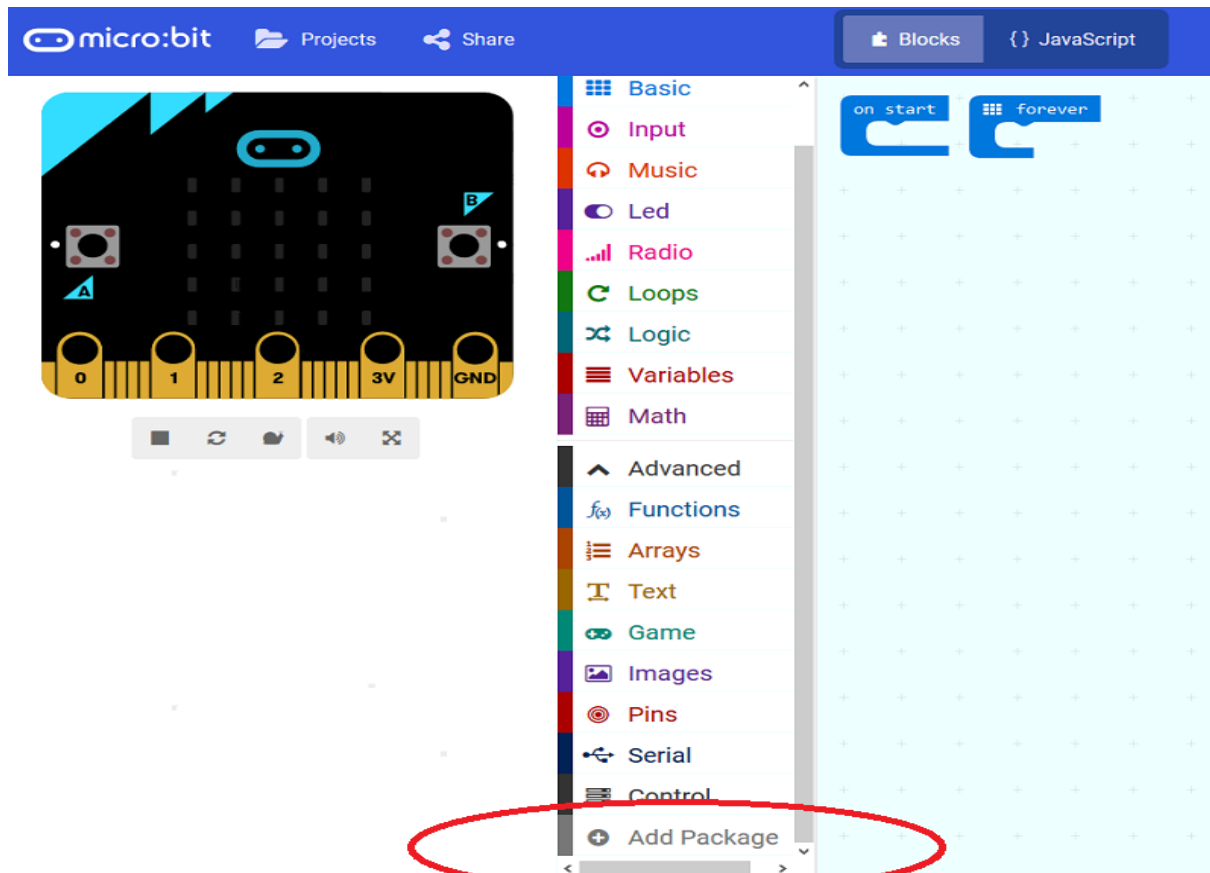 micro:bit Projects Share Blocks {} JavaScript
B
A
0 1 2 3V GND
Basic
Input
Music
Led
Radio
Loops
Logic
Variables
Math
Advanced
f(x) Functions
Arrays
Text
Game
Images
Pins
Serial
Control
Add Package
on start forever